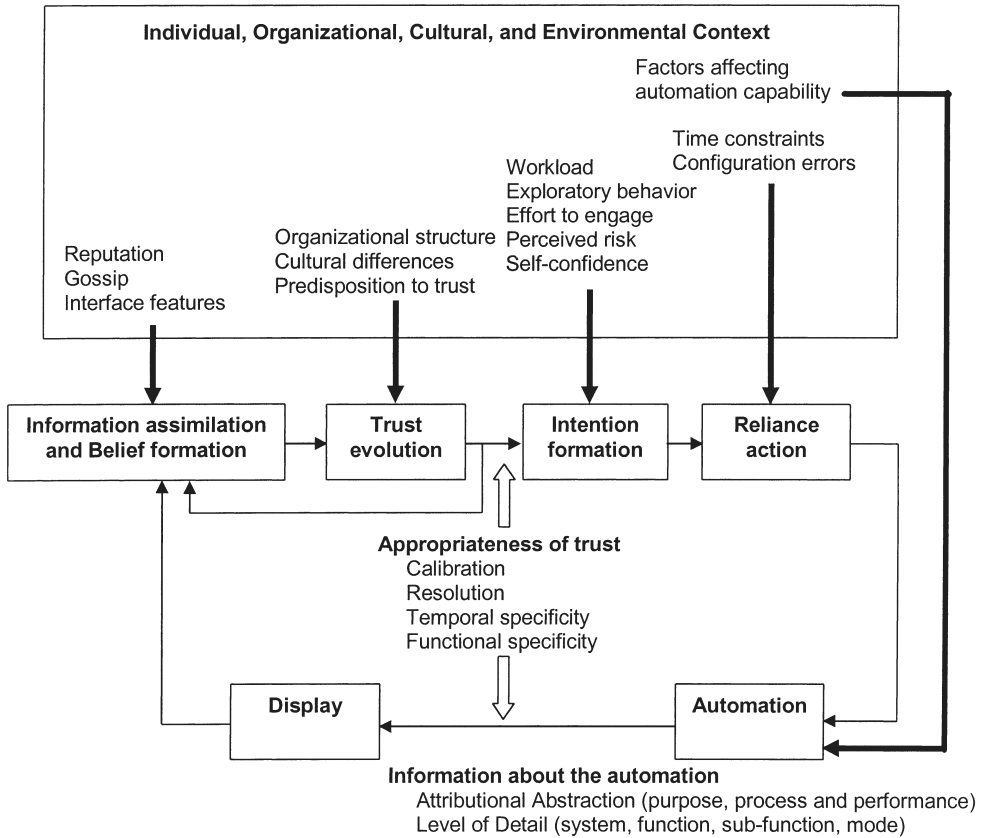 Individual, Organizational, Cultural, and Environmental Context
Factors affecting
automation capability
Time constraints
Configuration errors
Workload
Exploratory behavior
Effort to engage
Perceived risk
Self-confidence
Organizational structure
Cultural differences
Predisposition to trust
Reputation
Gossip
Interface features
Information assimilation
and Belief formation
Trust
evolution
Intention
formation
Reliance
action
Appropriateness of trust
Calibration
Resolution
Temporal specificity
Functional specificity
Display
Automation
Information about the automation
Attributional Abstraction (purpose, process and performance)
Level of Detail (system, function, sub-function, mode)